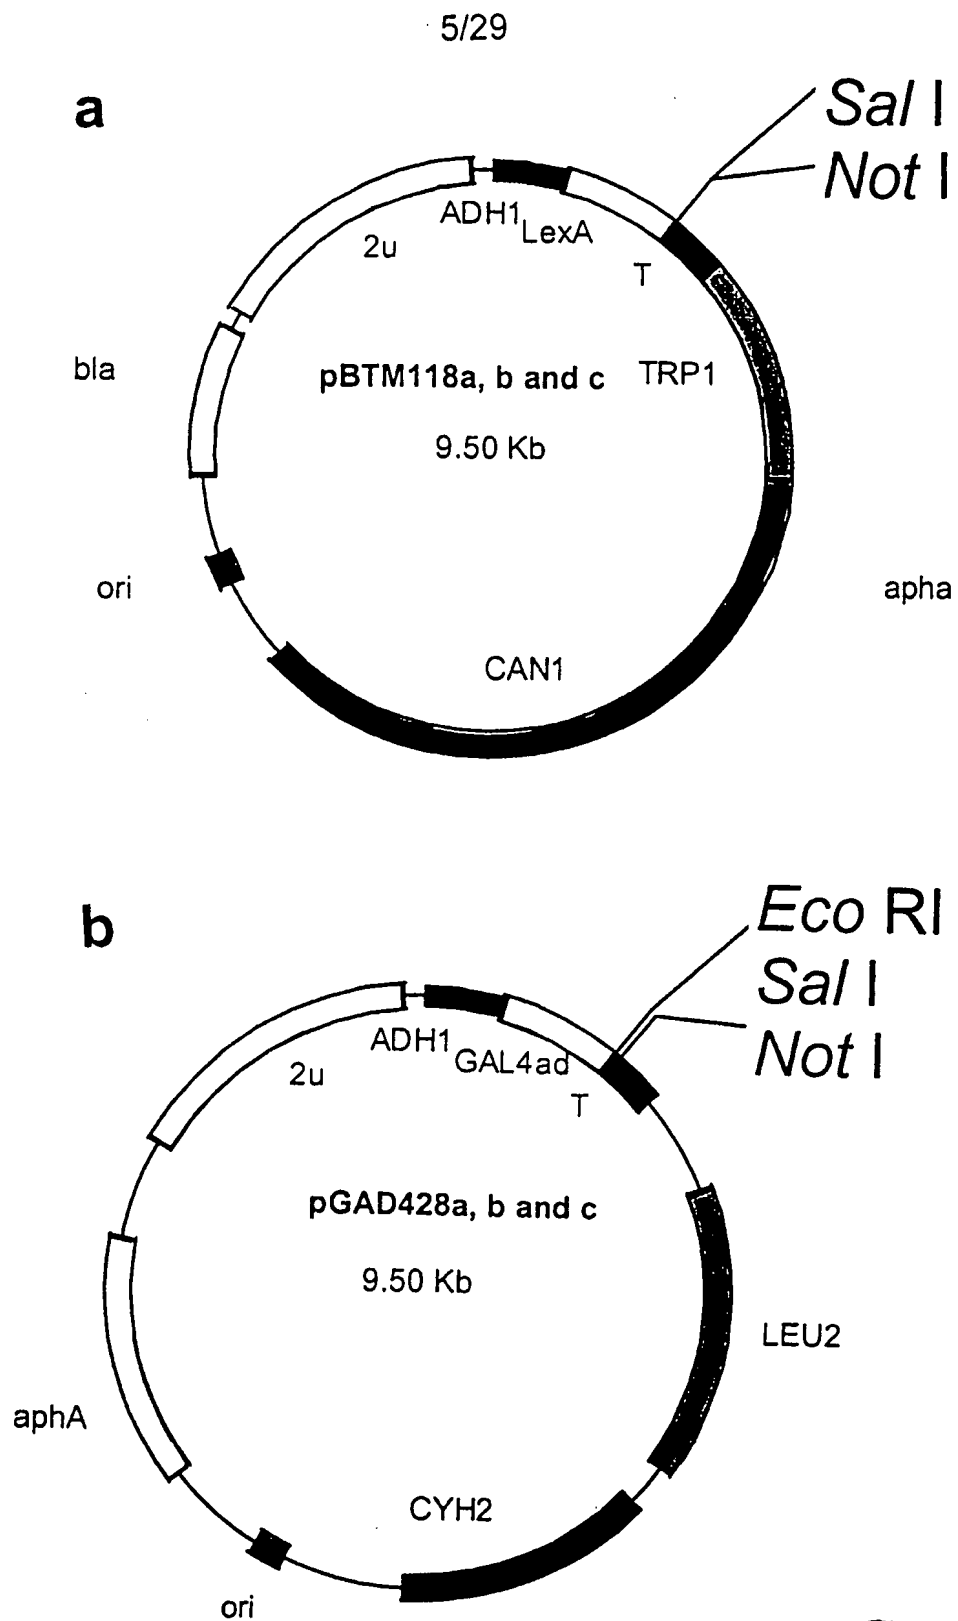 5/29
a
Sal I
Not I
ADH1
LexA
2u
T
bla
pBTM118a, b and c
TRP1
9.50 Kb
ori
apha
CAN1
b
Eco RI
Sal I
Not I
ADH1
GAL4ad
2u
T
pGAD428a, b and c
9.50 Kb
LEU2
aphA
CYH2
ori